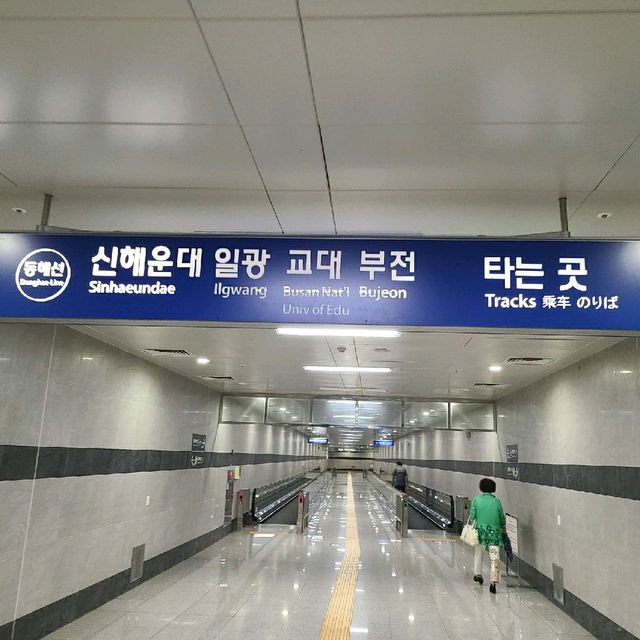 동해선
Donghae-Line
신해운대 일광 교대 부전
Sinhaeundae Ilgwang Busan Nat'l Bujeon
Univ of Edu
타는 곳
Tracks 乘车 のりば